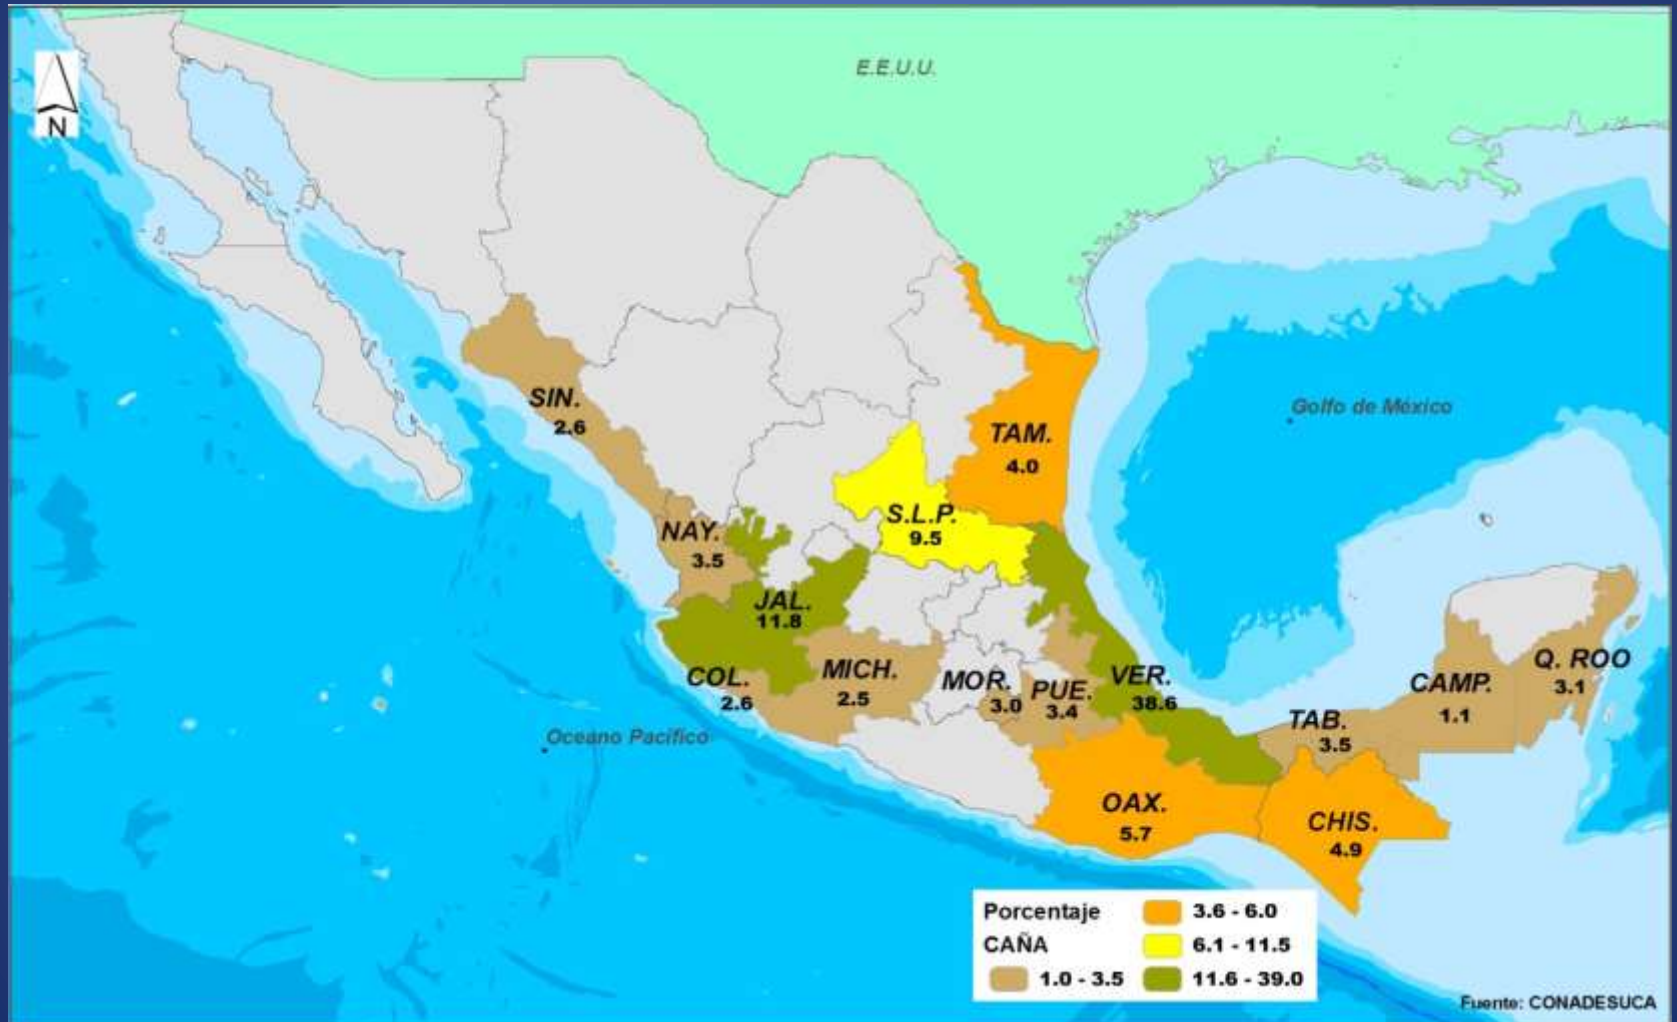 E.E.U.U.
N
SIN.
2.6
Golfo de México
TAM.
4.0
S.L.P.
9.5
NAY.
3.5
JAL.
11.8
COL.
2.6
MICH.
2.5
MOR.
3.0
PUE.
3.4
VER.
38.6
Q. ROO
3.1
CAMP.
1.1
TAB.
3.5
Oceano Pacífico
OAX.
5.7
CHIS.
4.9
Porcentaje
CAÑA
1.0 - 3.5
3.6 - 6.0
6.1 - 11.5
11.6 - 39.0
Fuente: CONADESUCA